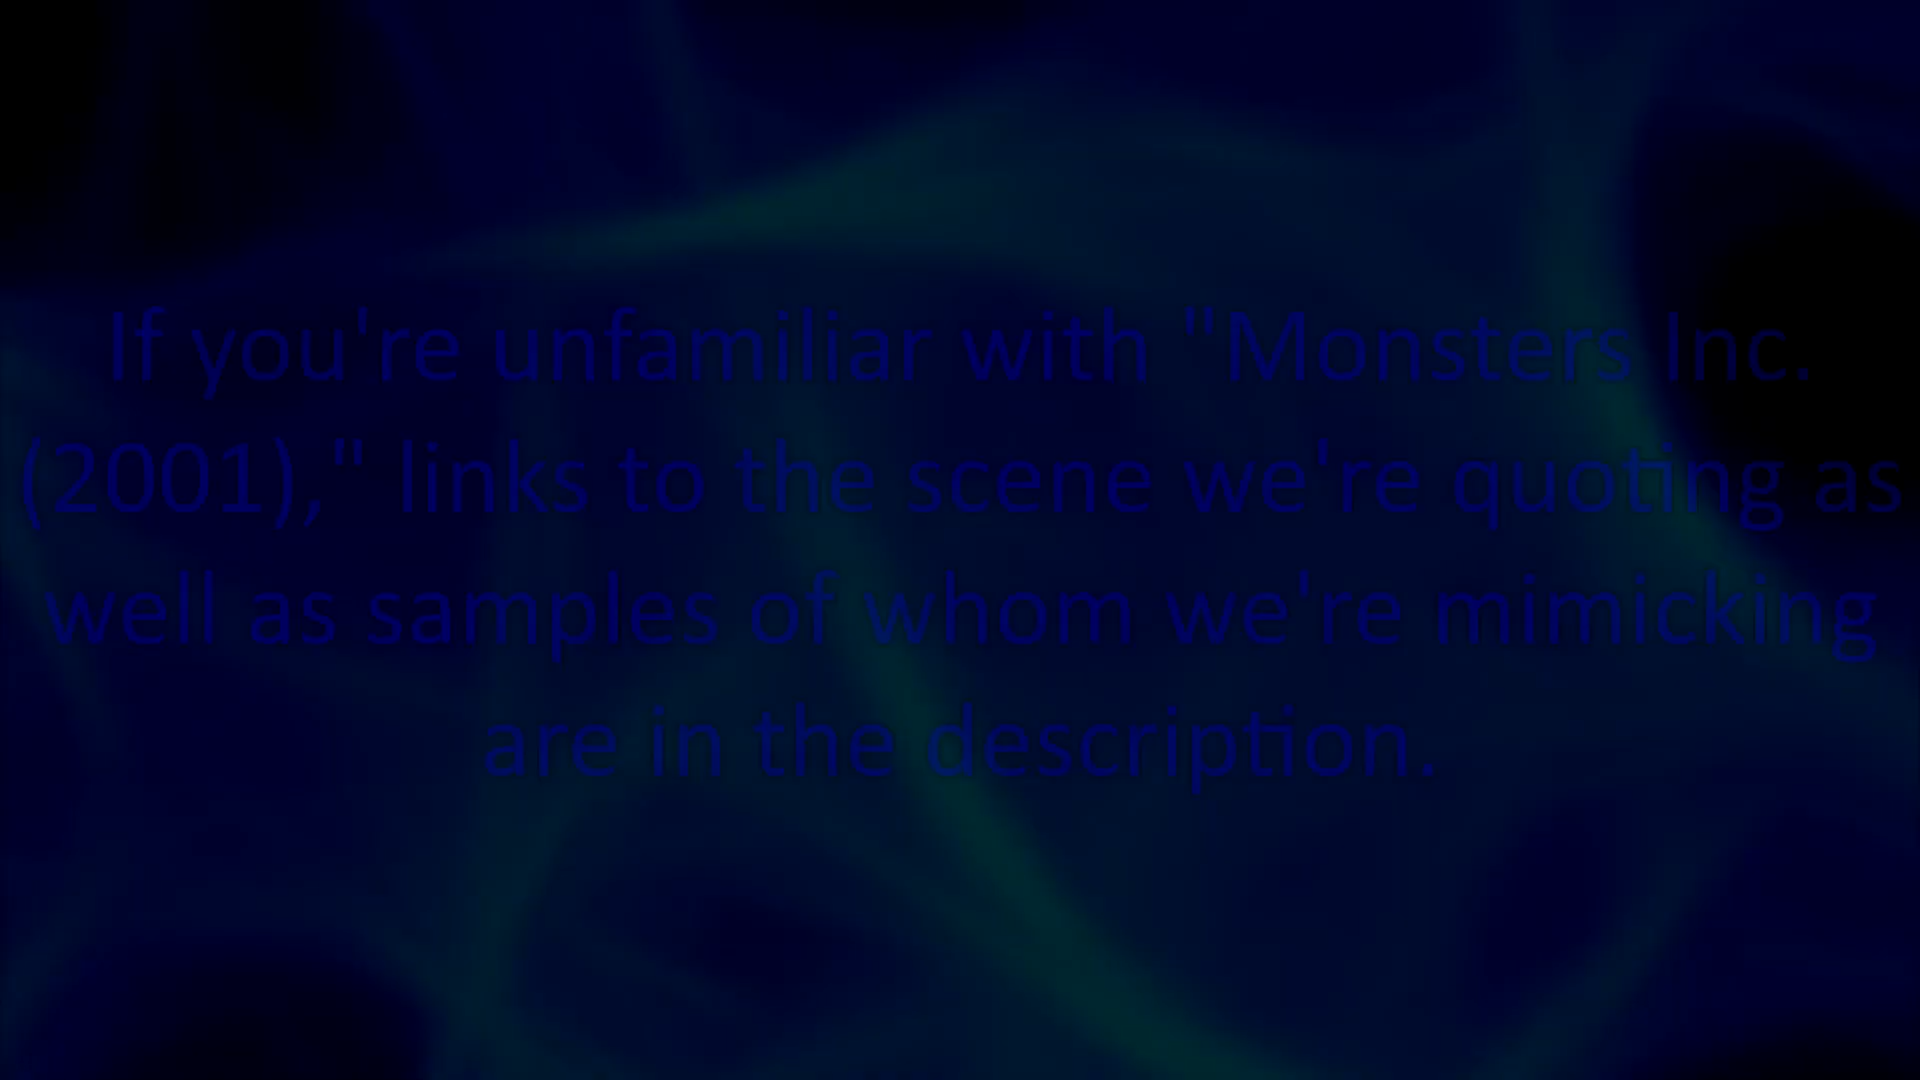 If you're unfamiliar with "Monsters Inc.
(2001)," links to the scene we're quoting as
well as samples of whom we're mimicking
are in the description.